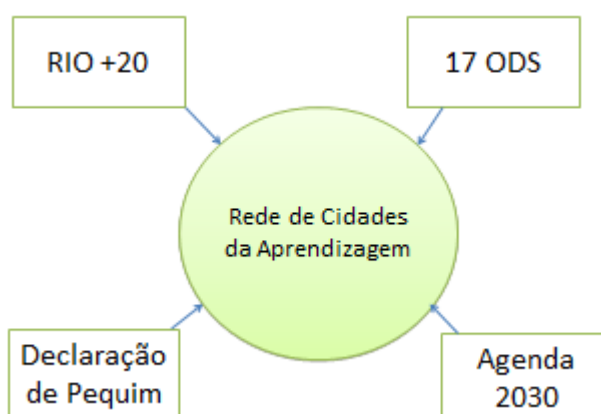 RIO +20
17 ODS
Rede de Cidades
da Aprendizagem
Declaração
de Pequim
Agenda
2030